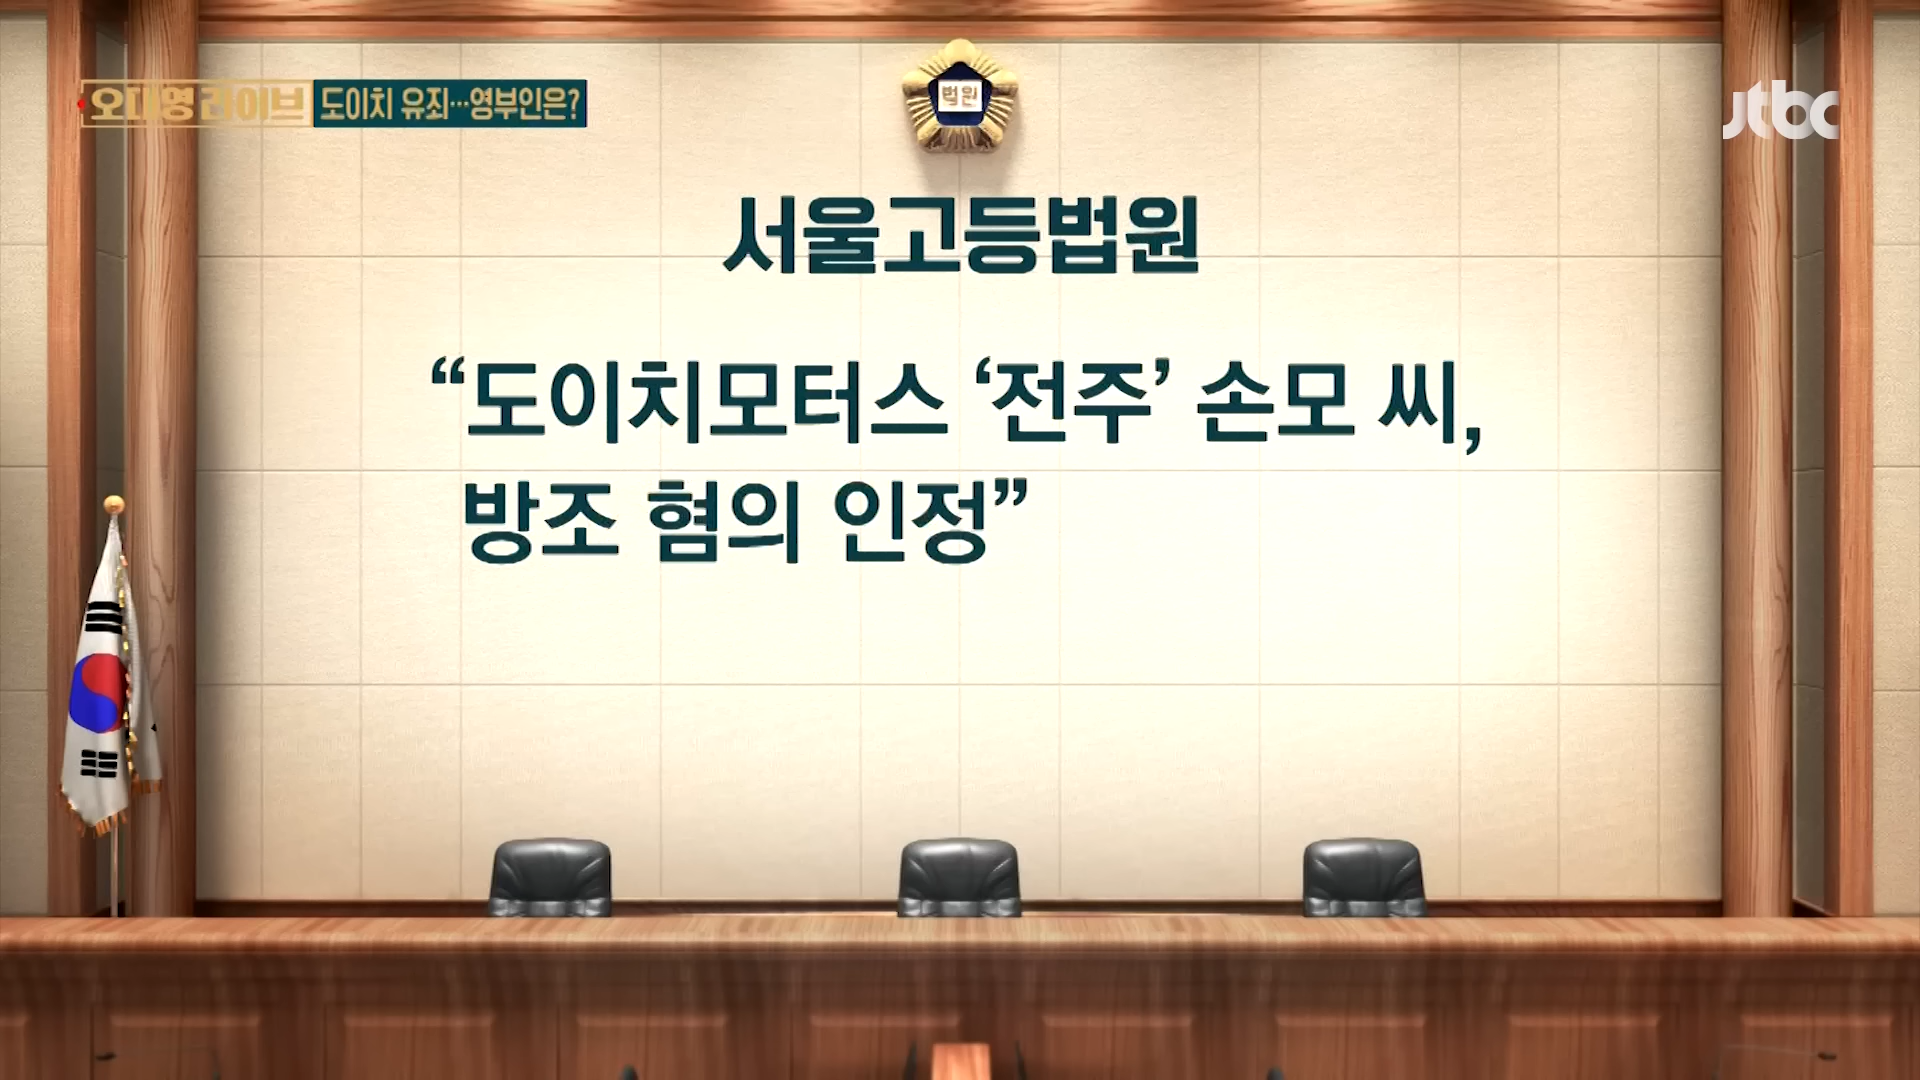 오대영 라이브
도이치 유죄…영부인은?
법원
jtbc
서울고등법원
“도이치모터스 ‘전주’ 손모 씨,
방조 혐의 인정”